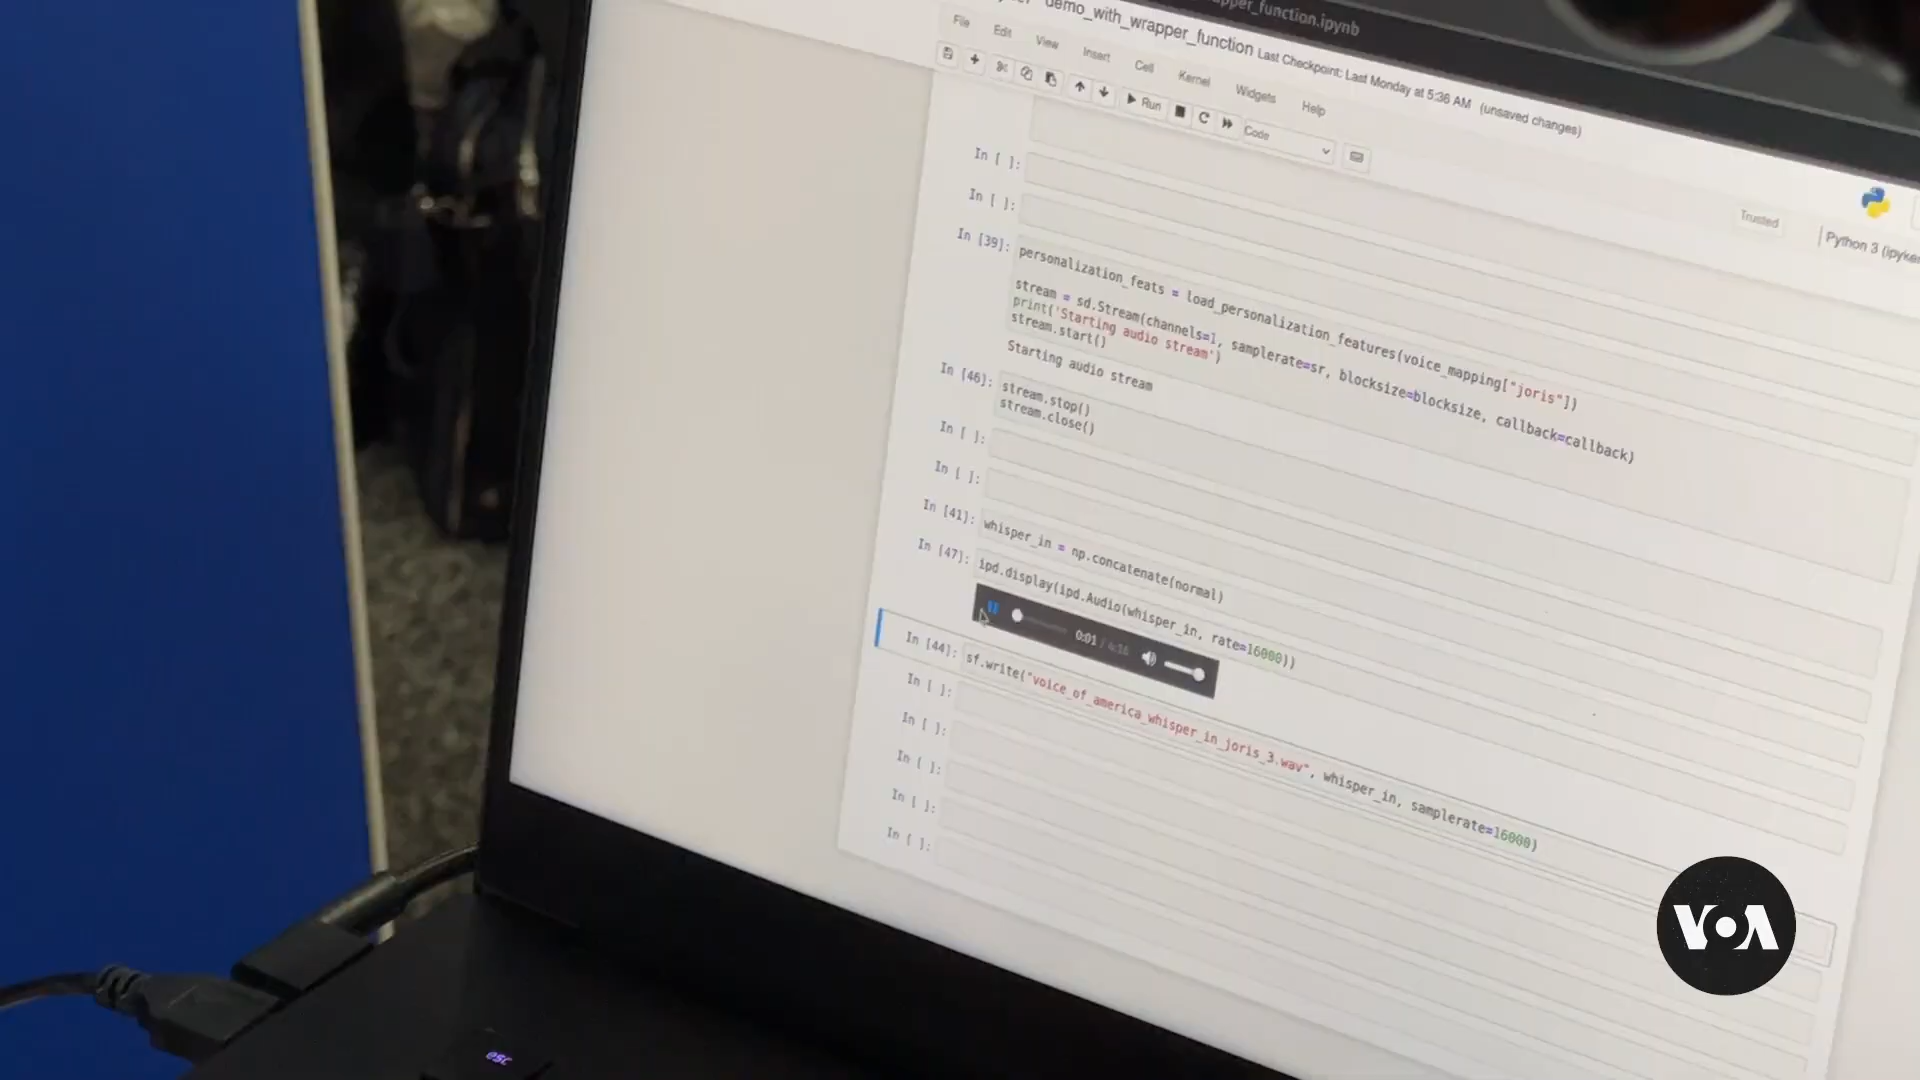 pper_function.ipynb
demo_with_wrapper_function Last Checkpoint: Last Monday at 5:36 AM (unsaved changes)
File Edit View Insert Cell Kernel Widgets Help
Run Code
Trusted
Python 3 (ipyke
In [ ]:
In [ ]:
In [39]: personalization_feats = load_personalization_features(voice_mapping["joris"])
stream = sd.Stream(channels=1, samplerate=sr, blocksize=blocksize, callback=callback)
print('Starting audio stream')
stream.start()
Starting audio stream
In [46]: stream.stop()
stream.close()
In [ ]:
In [ ]:
In [41]: whisper_in = np.concatenate(normal)
In [47]: ipd.display(ipd.Audio(whisper_in, rate=16000))
0:01
In [44]: sf.write("voice_of_america_whisper_in_joris_3.wav", whisper_in, samplerate=16000)
In [ ]:
In [ ]:
In [ ]:
In [ ]:
In [ ]:
VOA
esc